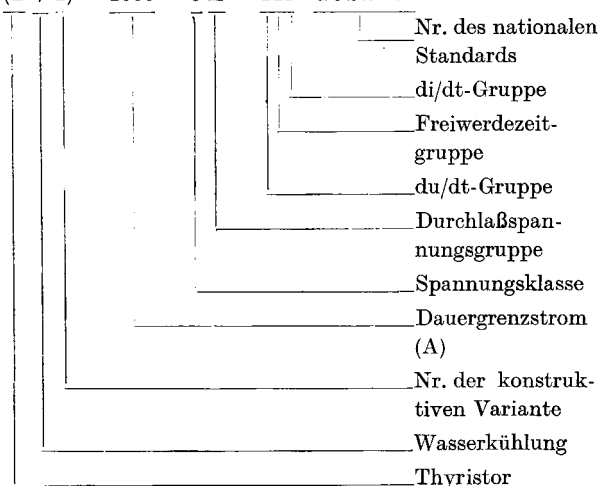 Nr. des nationalen
Standards
di/dt-Gruppe
Freiwerdezeit-
gruppe
du/dt-Gruppe
Durchlaßspan-
nungsgruppe
Spannungsklasse
Dauergrenzstrom
(A)
Nr. der konstruk-
tiven Variante
Wasserkühlung
Thyristor